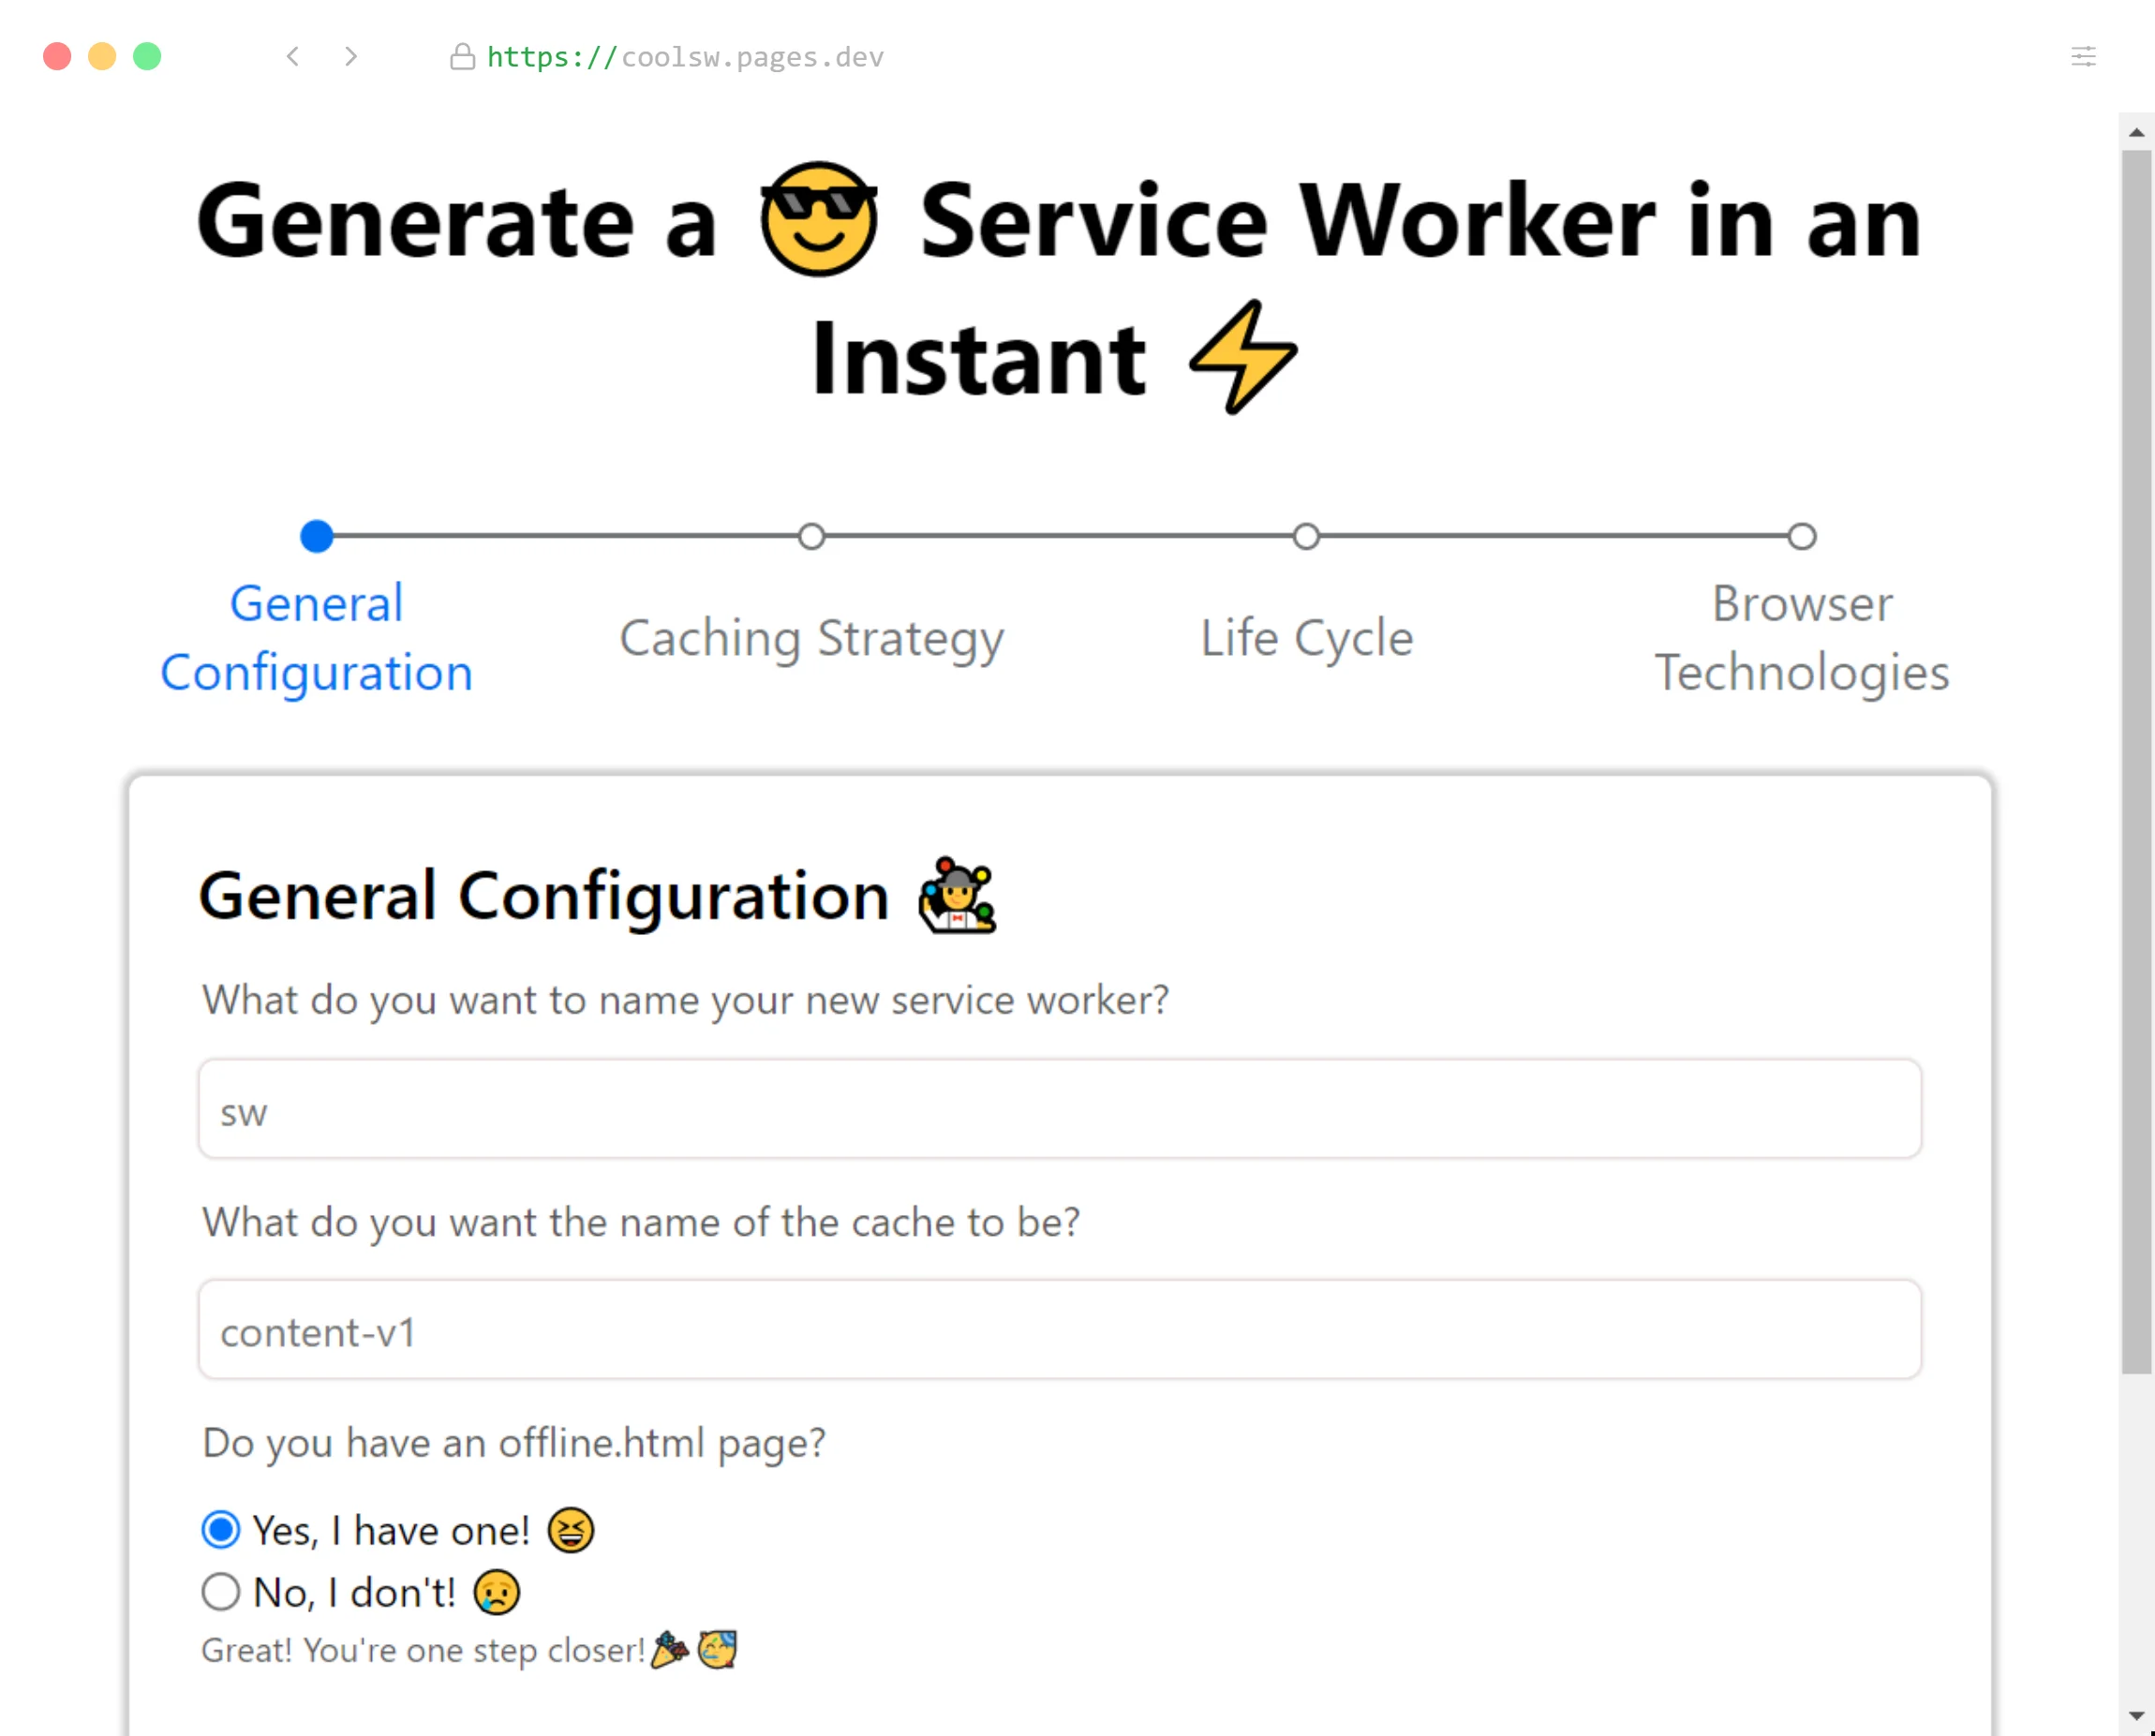 https://coolsw.pages.dev
Generate a 😎 Service Worker in an
Instant ⚡
General
Configuration
Caching Strategy
Life Cycle
Browser
Technologies
General Configuration 🤹
What do you want to name your new service worker?
sw
What do you want the name of the cache to be?
content-v1
Do you have an offline.html page?
Yes, I have one! 😆
No, I don't! 😢
Great! You're one step closer!🎉🥳